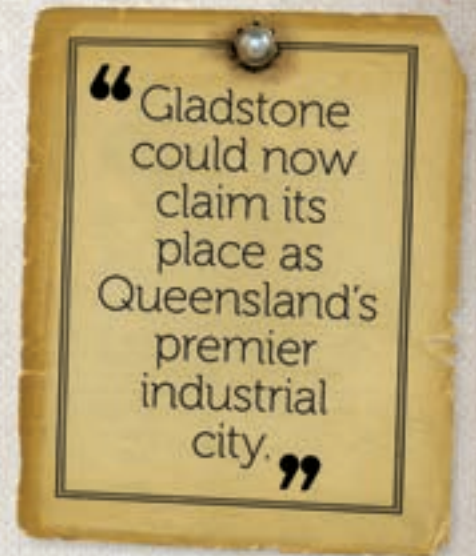 “Gladstone
could now
claim its
place as
Queensland's
premier
industrial
city.”